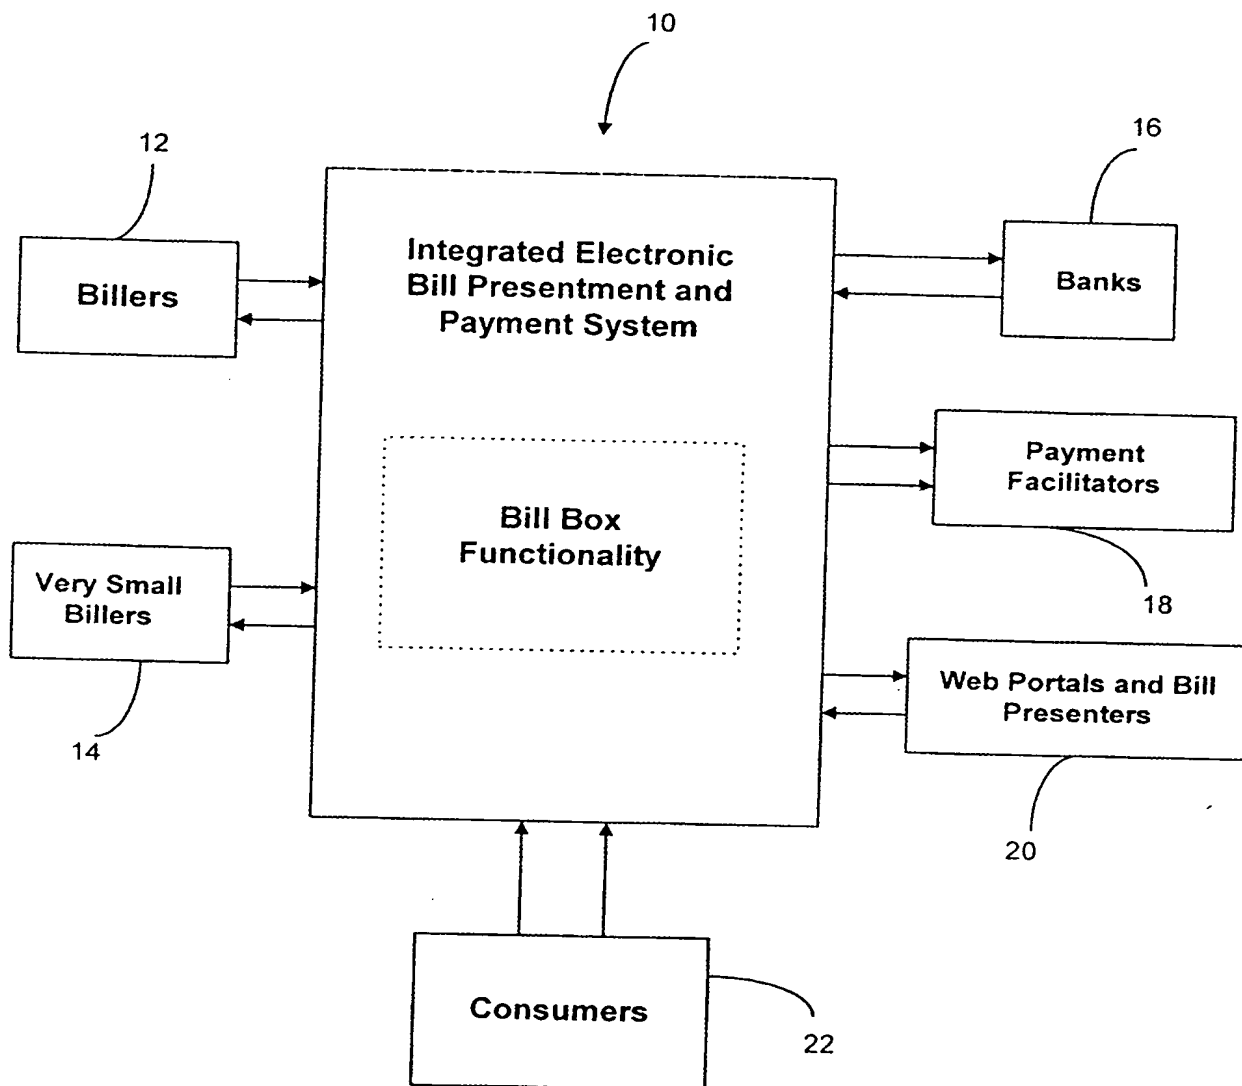 10
12
16
Billers
Integrated Electronic
Bill Presentment and
Payment System
Banks
Payment
Facilitators
18
Bill Box
Functionality
Very Small
Billers
14
Web Portals and Bill
Presenters
20
Consumers
22